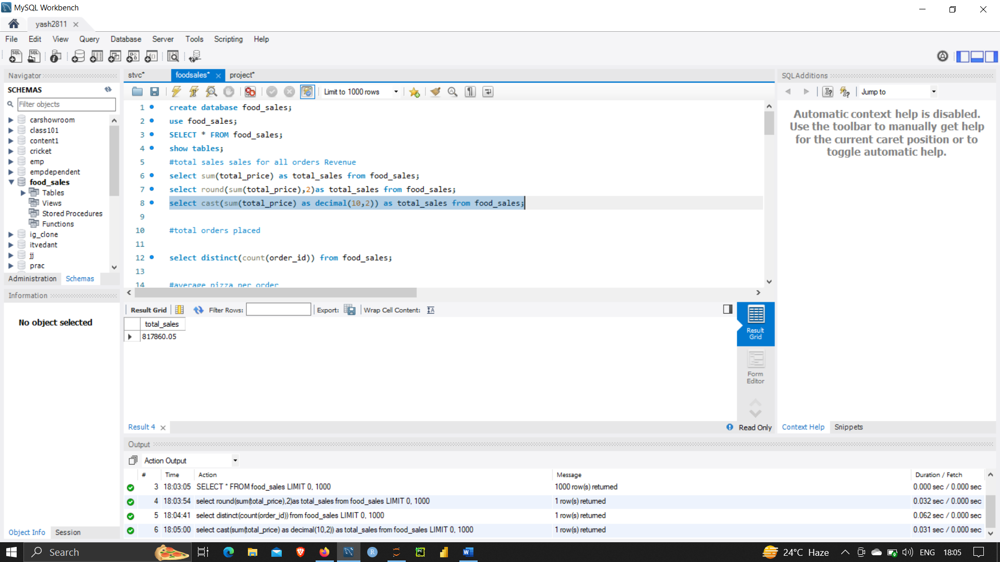 MySQL Workbench
yash2811
File Edit View Query Database Server Tools Scripting Help
Navigator
SCHEMAS
Filter objects
carshowroom
class101
content1
cricket
emp
empdependent
food_sales
Tables
Views
Stored Procedures
Functions
ig_clone
itvedant
jj
prac
Administration Schemas
Information
No object selected
Object Info Session
stvc* foodsales* project*
Limit to 1000 rows
1 create database food_sales;
2 use food_sales;
3 SELECT * FROM food_sales;
4 show tables;
5 #total sales sales for all orders Revenue
6 select sum(total_price) as total_sales from food_sales;
7 select round(sum(total_price),2)as total_sales from food_sales;
8 select cast(sum(total_price) as decimal(10,2)) as total_sales from food_sales;
9
10 #total orders placed
11
12 select distinct(count(order_id)) from food_sales;
13
14 #average pizza per order
Result Grid Filter Rows: Export: Wrap Cell Content:
total_sales
817860.05
Result Grid
Form Editor
Result 4
Read Only
SQLAdditions
Jump to
Automatic context help is disabled.
Use the toolbar to manually get help
for the current caret position or to
toggle automatic help.
Context Help Snippets
Output
Action Output
# Time Action Message Duration / Fetch
3 18:03:05 SELECT * FROM food_sales LIMIT 0, 1000 1000 row(s) returned 0.000 sec / 0.000 sec
4 18:03:54 select round(sum(total_price),2)as total_sales from food_sales LIMIT 0, 1000 1 row(s) returned 0.032 sec / 0.000 sec
5 18:04:41 select distinct(count(order_id)) from food_sales LIMIT 0, 1000 1 row(s) returned 0.062 sec / 0.000 sec
6 18:05:00 select cast(sum(total_price) as decimal(10,2)) as total_sales from food_sales LIMIT 0, 1000 1 row(s) returned 0.031 sec / 0.000 sec
Search
24°C Haze
ENG
18:05